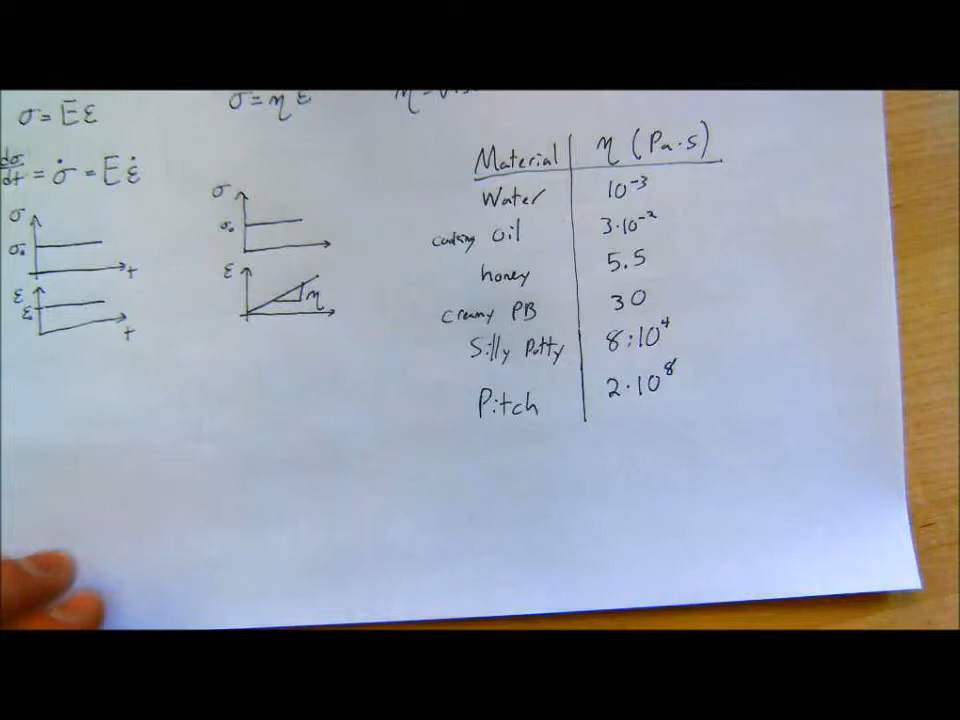 σ = Eε
σ = η ε̇
η =
dσ/dt = σ̇ = Eε̇
σ
σ₀
t
ε
ε
t
σ
σ₀
ε
η
Material η (Pa·s)
Water 10⁻³
cooking oil 3·10⁻²
honey 5.5
creamy PB 30
Silly Putty 8·10⁴
Pitch 2·10⁸